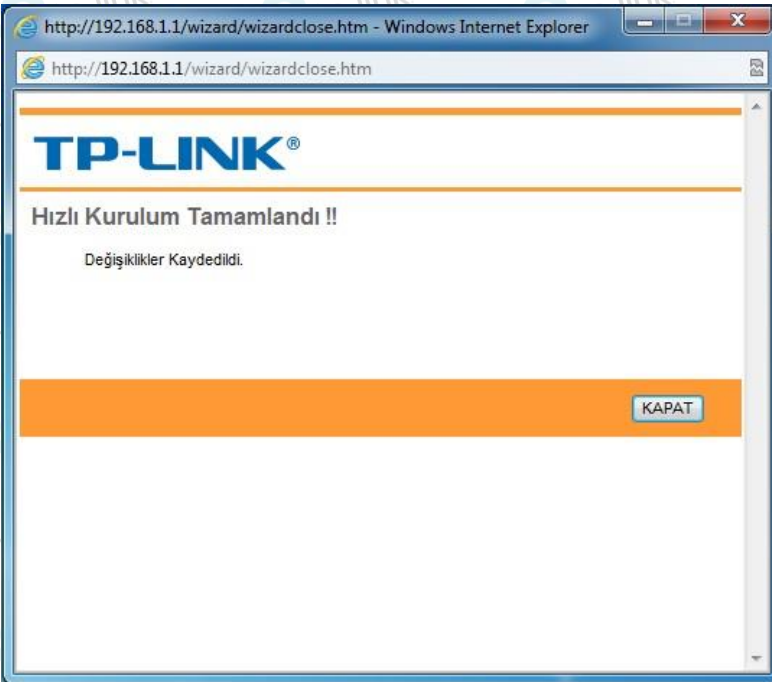 http://192.168.1.1/wizard/wizardclose.htm - Windows Internet Explorer
http://192.168.1.1/wizard/wizardclose.htm
TP-LINK®
Hızlı Kurulum Tamamlandı !!
Değişiklikler Kaydedildi.
KAPAT